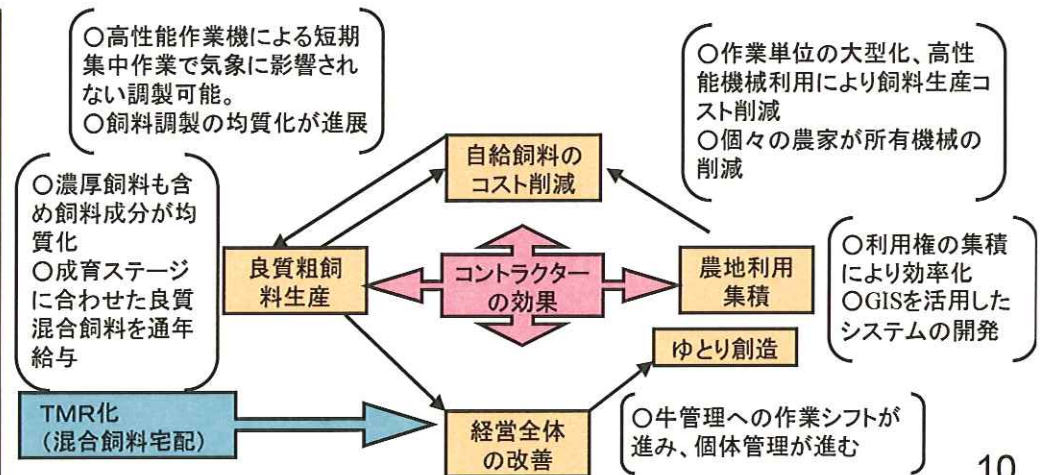 ○高性能作業機による短期
集中作業で気象に影響され
ない調製可能。
○飼料調製の均質化が進展
○作業単位の大型化、高性
能機械利用により飼料生産コ
スト削減
○個々の農家が所有機械の
削減
自給飼料の
コスト削減
○濃厚飼料も含
め飼料成分が均
質化
○成育ステージ
に合わせた良質
混合飼料を通年
給与
良質粗飼
料生産
コントラクター
の効果
農地利用
集積
○利用権の集積
により効率化
○GISを活用した
システムの開発
ゆとり創造
TMR化
(混合飼料宅配)
経営全体
の改善
○牛管理への作業シフトが
進み、個体管理が進む
10